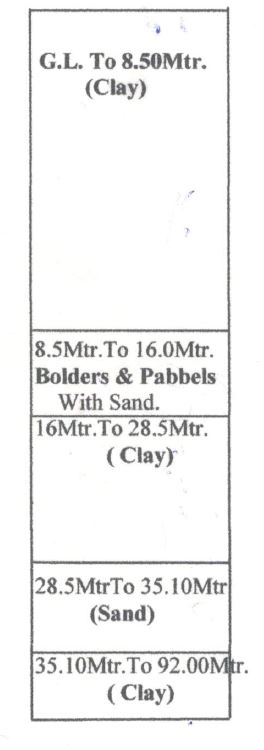 G.L. To 8.50Mtr.
(Clay)
8.5Mtr.To 16.0Mtr.
Bolders & Pabbels
With Sand.
16Mtr.To 28.5Mtr.
( Clay)
28.5MtrTo 35.10Mtr
(Sand)
35.10Mtr.To 92.00Mtr.
( Clay)